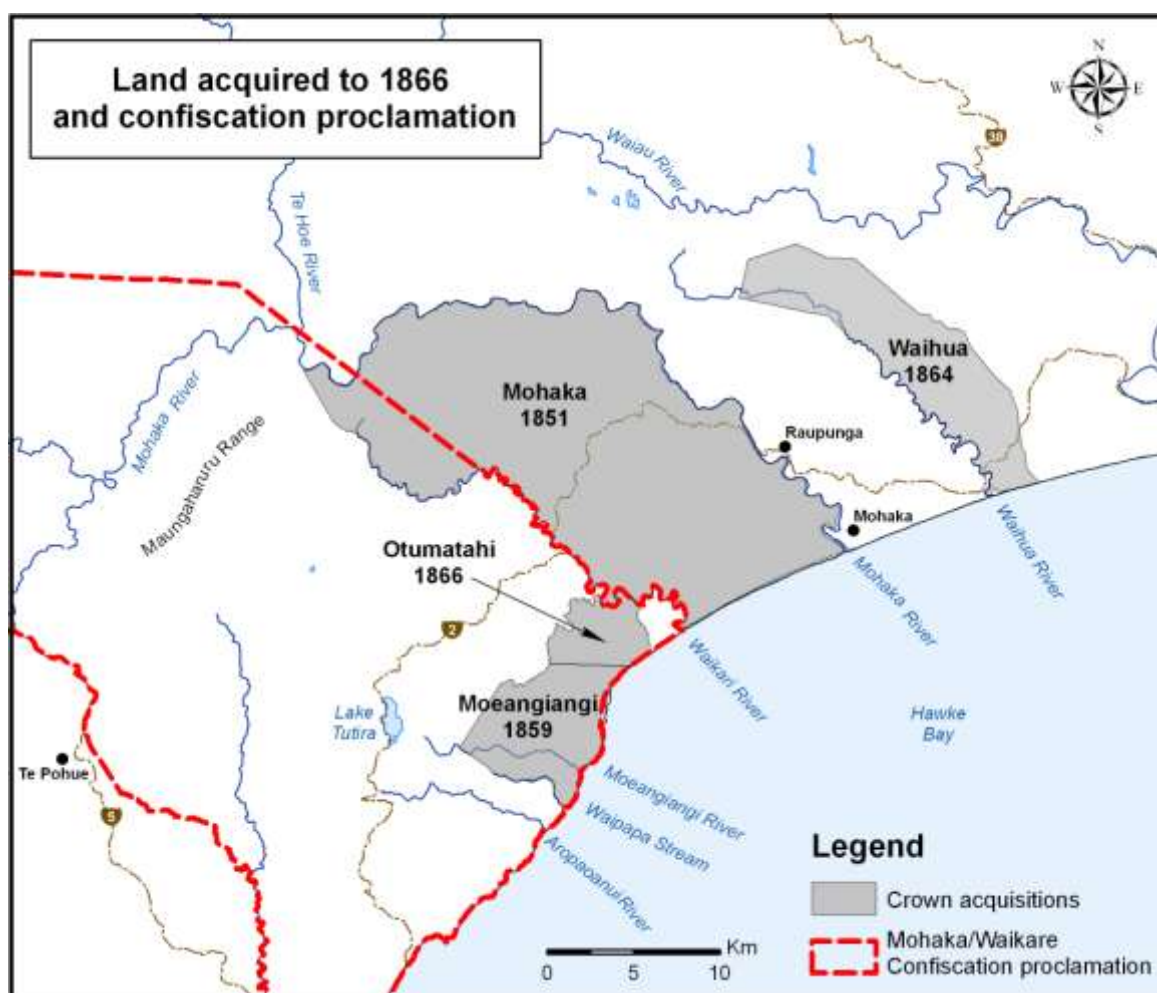 Land acquired to 1866
and confiscation proclamation
N
W
E
S
38
Waiau River
Te Hoe River
Waihua
1864
Mohaka
1851
Mohaka River
Maungaharuru Range
Raupunga
Mohaka
Otumatahi
1866
Waihua River
Mohaka River
2
Waikari River
Moeangiangi
1859
Lake
Tutira
Hawke
Bay
Te Pohue
5
Moeangiangi River
Waipapa Stream
Aropaoanui River
Legend
Crown acquisitions
Mohaka/Waikare
Confiscation proclamation
Km
0
5
10